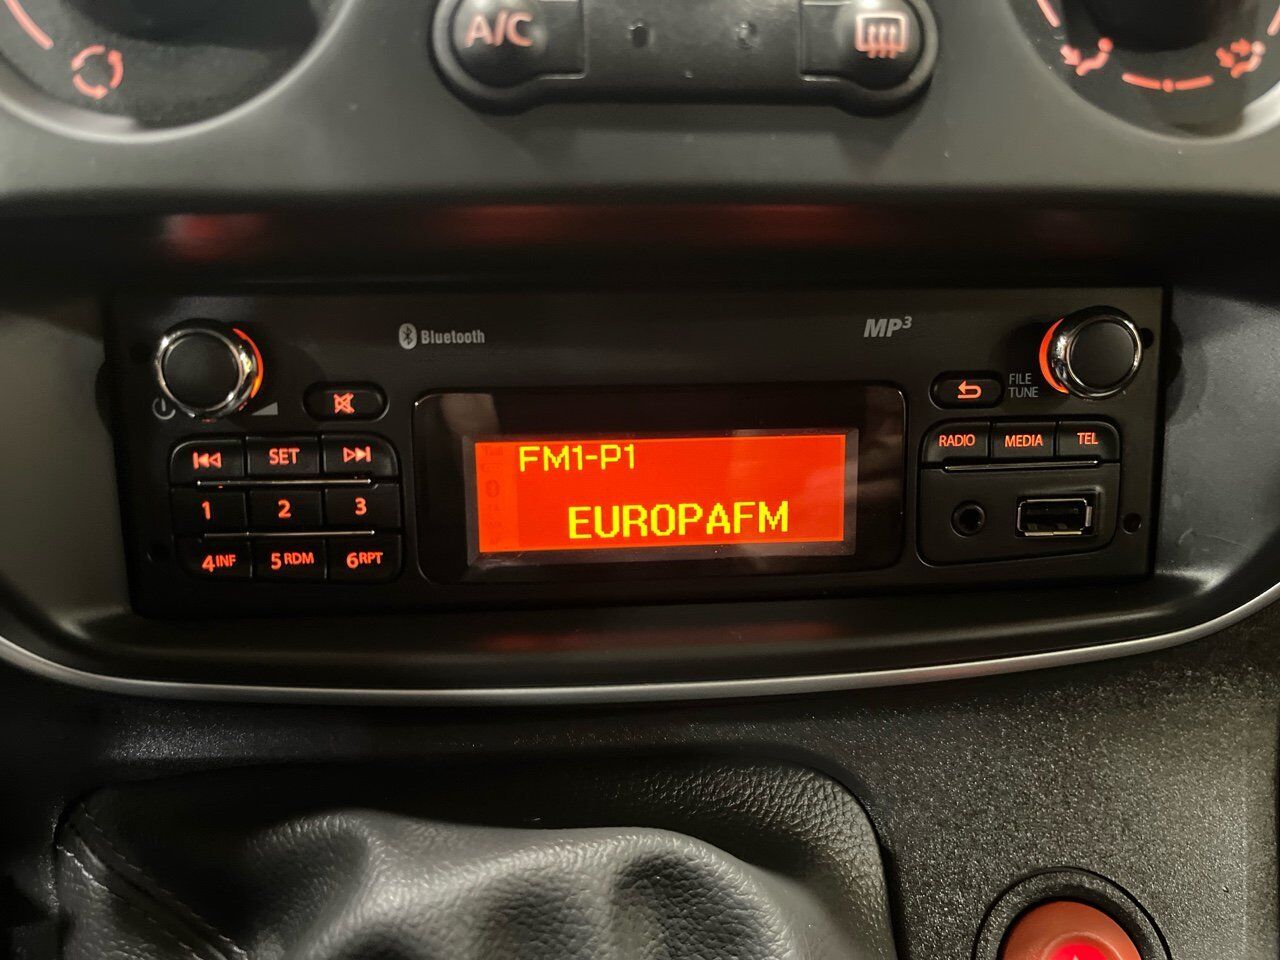 A/C
Bluetooth
MP3
FILE
TUNE
RADIO MEDIA TEL
SET
1 2 3
4INF 5RDM 6RPT
FM1-P1
EUROPAFM